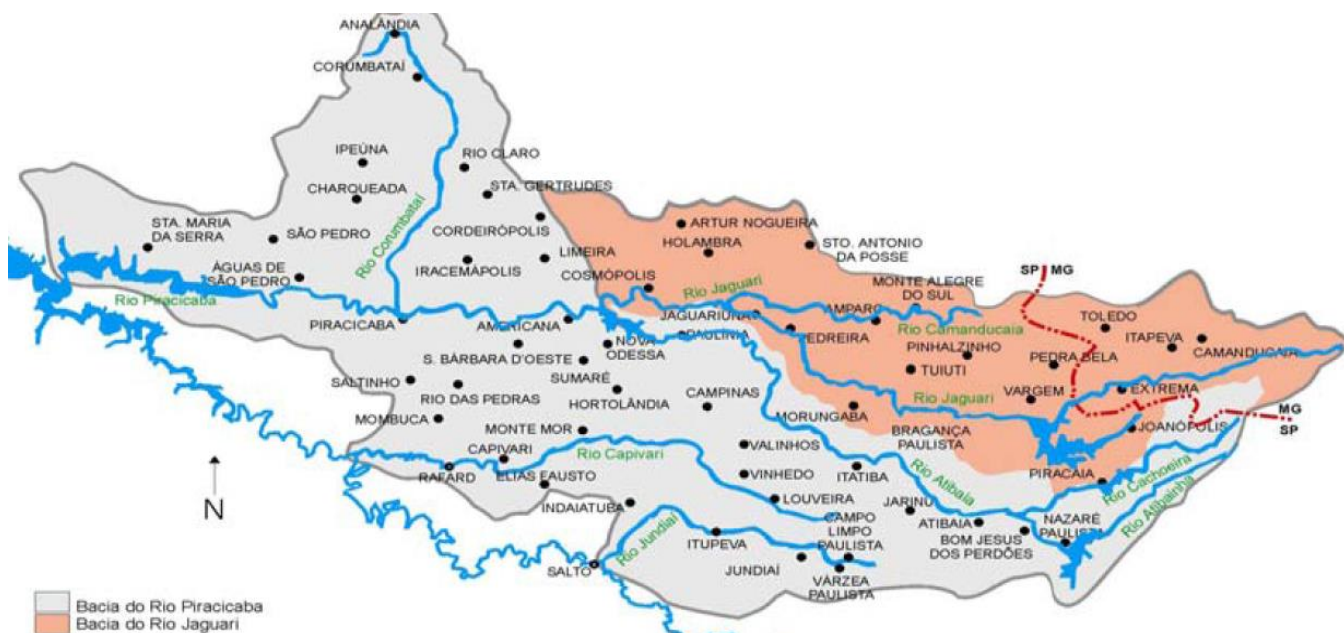 ANALÂNDIA
CORUMBATAÍ
IPEÚNA
RIO CLARO
CHARQUEADA
STA. GERTRUDES
STA. MARIA
DA SERRA
SÃO PEDRO
Rio Corumbataí
CORDEIRÓPOLIS
ARTUR NOGUEIRA
HOLAMBRA
STO. ANTONIO
DA POSSE
ÁGUAS DE
SÃO PEDRO
IRACEMÁPOLIS
LIMEIRA
COSMÓPOLIS
Rio Jaguari
MONTE ALEGRE
DO SUL
SP MG
Rio Piracicaba
PIRACICABA
AMERICANA
JAGUARIUNA
PAULINIA
PEDREIRA
AMPARO
Rio Camanducaia
TOLEDO
ITAPEVA
CAMANDUCAIA
S. BÁRBARA D'OESTE
NOVA
ODESSA
PINHALZINHO
PEDRA BELA
TUIUTI
SALTINHO
RIO DAS PEDRAS
SUMARÉ
HORTOLÂNDIA
CAMPINAS
MORUNGABA
Rio Jaguari
VARGEM
EXTREMA
MG
SP
MOMBUCA
MONTE MOR
BRAGANÇA
PAULISTA
JOANÓPOLIS
CAPIVARI
Rio Capivari
VALINHOS
RAFARD
ELIAS FAUSTO
VINHEDO
ITATIBA
Rio Atibaia
PIRACAIA
Rio Cachoeira
Rio Atibainha
INDAIATUBA
LOUVEIRA
JARINU
N
Rio Jundiaí
ITUPEVA
CAMPO
LIMPO
PAULISTA
ATIBAIA
BOM JESUS
DOS PERDÕES
NAZARÉ
PAULISTA
SALTO
JUNDIAÍ
VÁRZEA
PAULISTA
Bacia do Rio Piracicaba
Bacia do Rio Jaguari